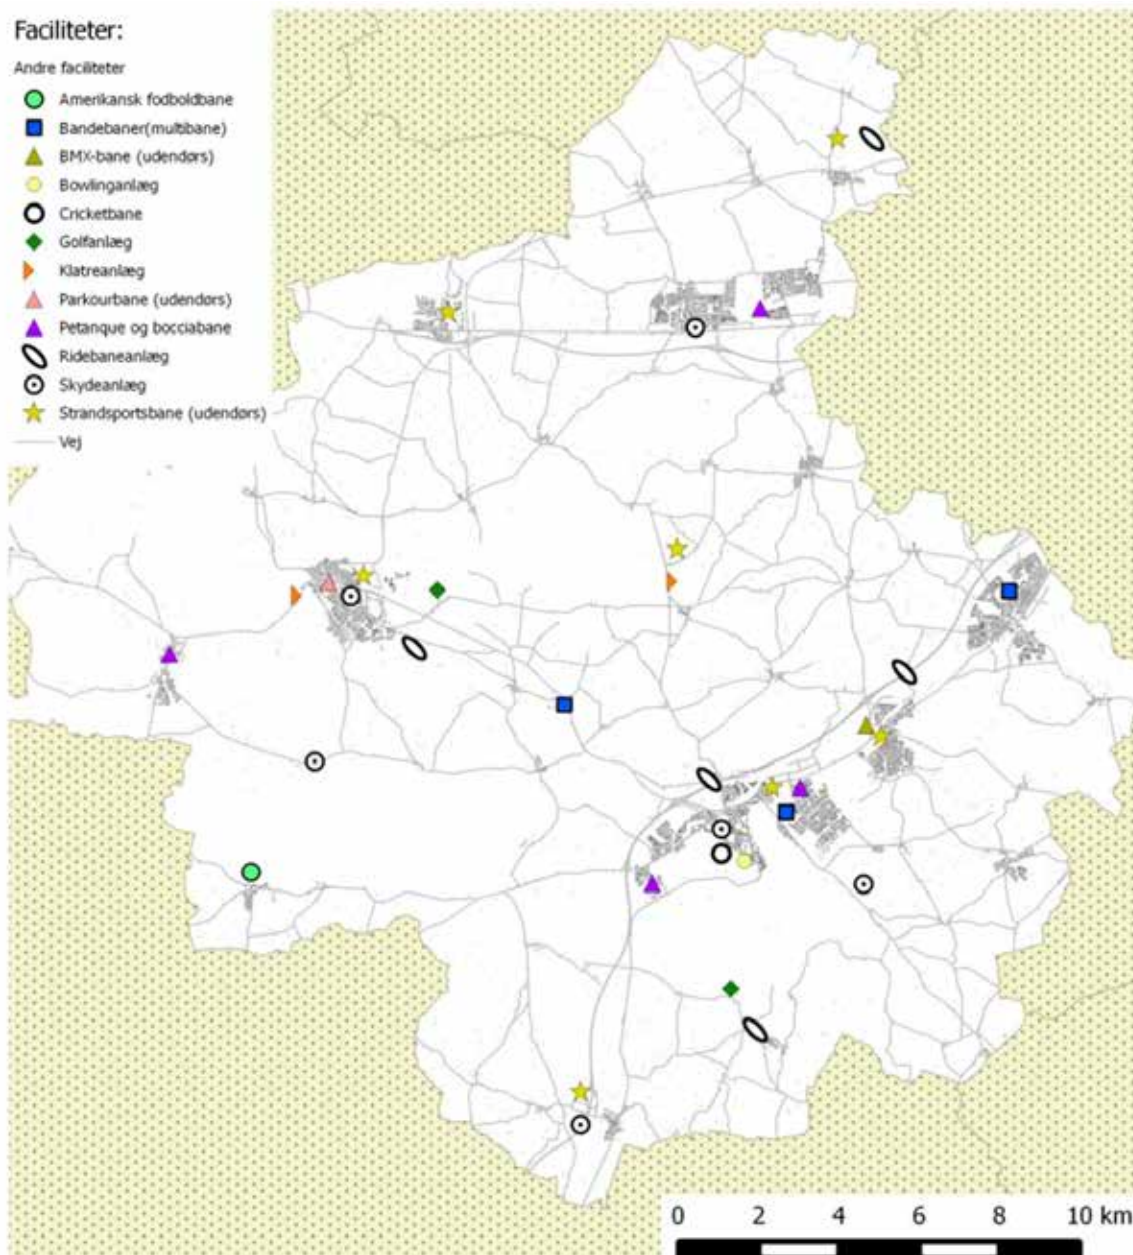 Faciliteter:
Andre faciliteter
Amerikansk fodboldbane
Bandebaner(multibane)
BMX-bane (udendørs)
Bowlinganlæg
Cricketbane
Golfanlæg
Klatreanlæg
Parkourbane (udendørs)
Petanque og bocciabane
Ridebaneanlæg
Skydeanlæg
Strandsportsbane (udendørs)
Vej
0 2 4 6 8 10 km